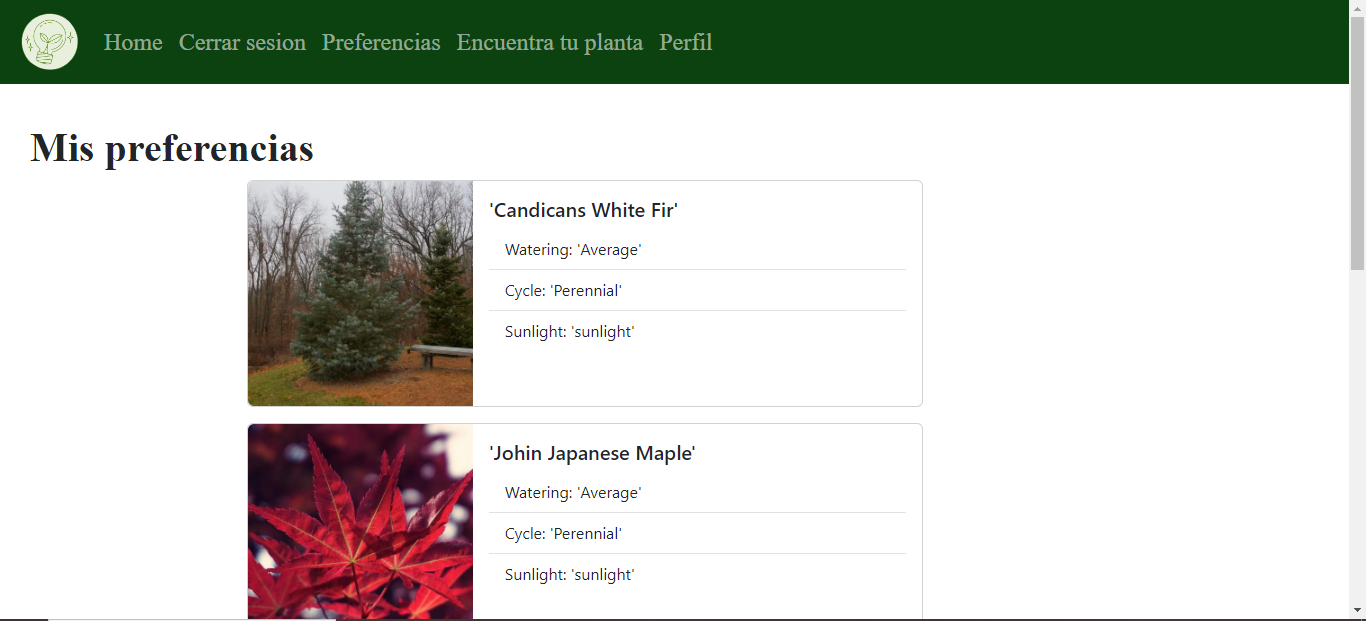 Home Cerrar sesion Preferencias Encuentra tu planta Perfil
Mis preferencias
'Candicans White Fir'
Watering: 'Average'
Cycle: 'Perennial'
Sunlight: 'sunlight'
'Johin Japanese Maple'
Watering: 'Average'
Cycle: 'Perennial'
Sunlight: 'sunlight'